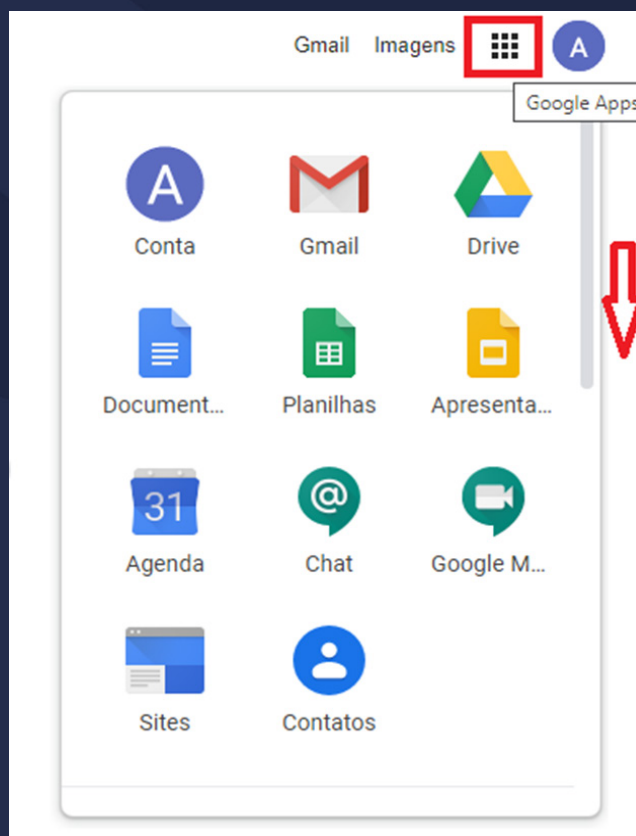 Gmail Imagens A
Google Apps
A
Conta Gmail Drive
Document... Planilhas Apresenta...
31 @
Agenda Chat Google M...
Sites Contatos